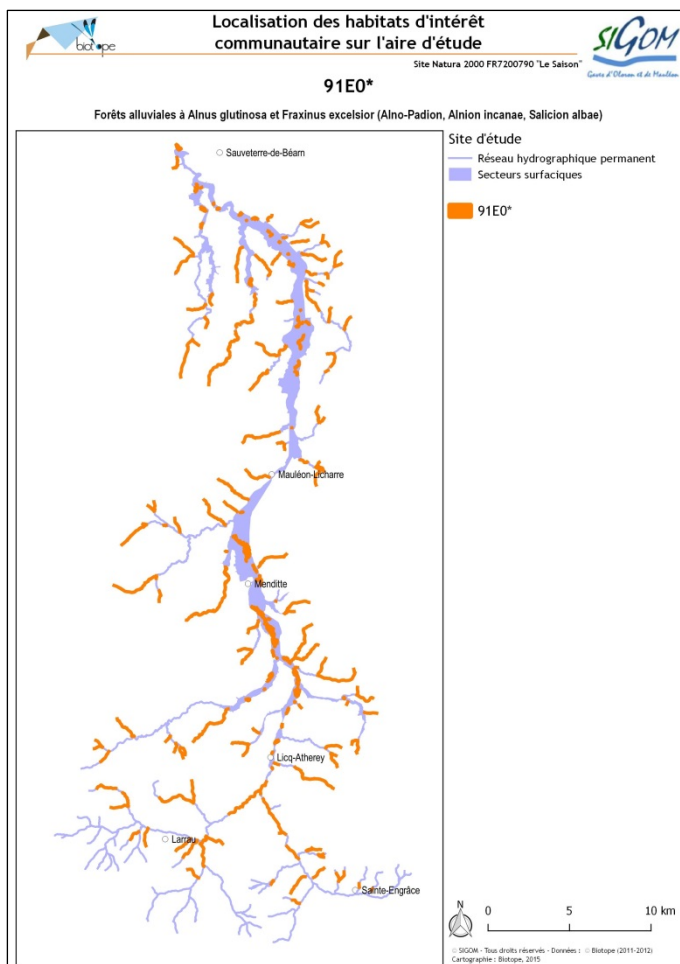 biotope
Localisation des habitats d'intérêt
communautaire sur l'aire d'étude
Site Natura 2000 FR7200790 "Le Saison"
SIGOM
Gaves d'Oloron et de Mauléon
91E0*
Forêts alluviales à Alnus glutinosa et Fraxinus excelsior (Alno-Padion, Alnion incanae, Salicion albae)
Site d'étude
Réseau hydrographique permanent
Secteurs surfaciques
91E0*
Sauveterre-de-Béarn
Mauléon-Licharre
Menditte
Licq-Atherey
Larrau
Sainte-Engrâce
N
0 5 10 km
© SIGOM - Tous droits réservés - Données : © Biotope (2011-2012)
Cartographie : Biotope, 2015